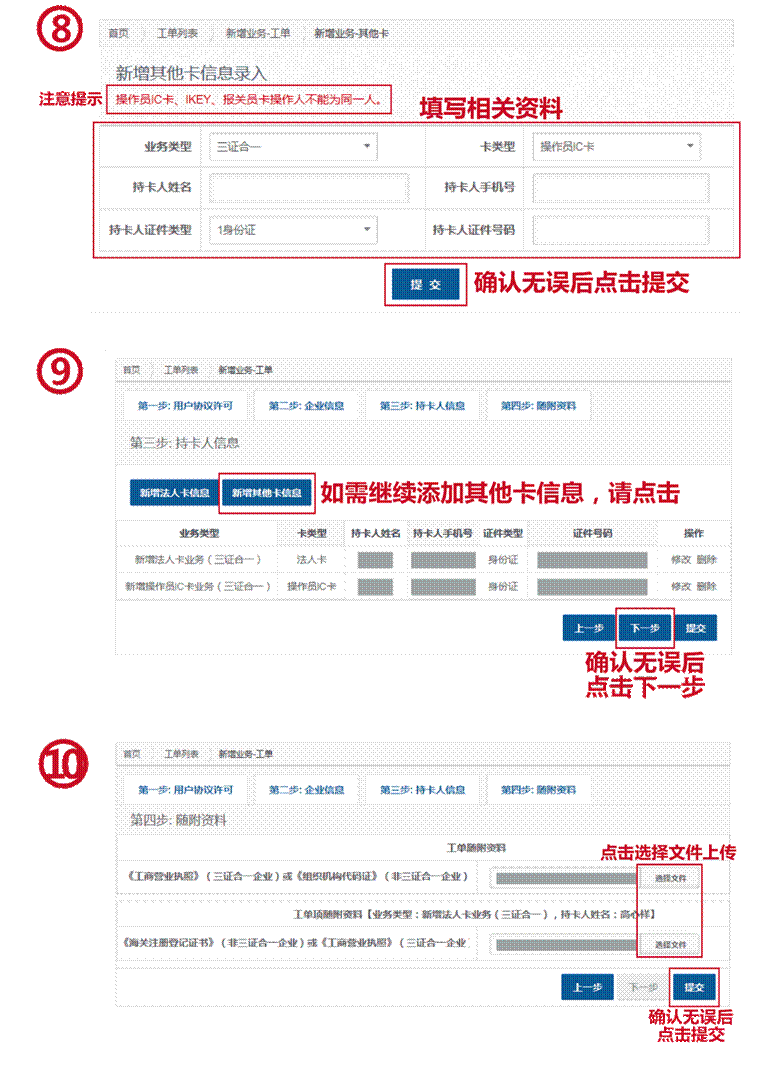 ⑧
首页 工单列表 新增业务-工单 新增业务-其他卡
新增其他卡信息录入
注意提示 操作员IC卡、IKEY、报关员卡操作人不能为同一人。
填写相关资料
业务类型 三证合一 卡类型 操作员IC卡
持卡人姓名 持卡人手机号
持卡人证件类型 1身份证 持卡人证件号码
提 交 确认无误后点击提交
⑨
首页 工单列表 新增业务-工单
第一步: 用户协议许可 第二步: 企业信息 第三步: 持卡人信息 第四步: 随附资料
第三步: 持卡人信息
新增法人卡信息 新增其他卡信息 如需继续添加其他卡信息，请点击
业务类型 卡类型 持卡人姓名 持卡人手机号 证件类型 证件号码 操作
新增法人卡业务（三证合一） 法人卡 身份证 修改 删除
新增操作员IC卡业务（三证合一） 操作员IC卡 身份证 修改 删除
上一步 下一步 提交
确认无误后
点击下一步
⑩
首页 工单列表 新增业务-工单
第一步: 用户协议许可 第二步: 企业信息 第三步: 持卡人信息 第四步: 随附资料
第四步: 随附资料
工单随附资料
点击选择文件上传
《工商营业执照》（三证合一企业）或《组织机构代码证》（非三证合一企业） 选择文件
工单项随附资料【业务类型：新增法人卡业务（三证合一），持卡人姓名：高心样】
《海关注册登记证书》（非三证合一企业）或《工商营业执照》（三证合一企业 选择文件
上一步 下一步 提交
确认无误后
点击提交